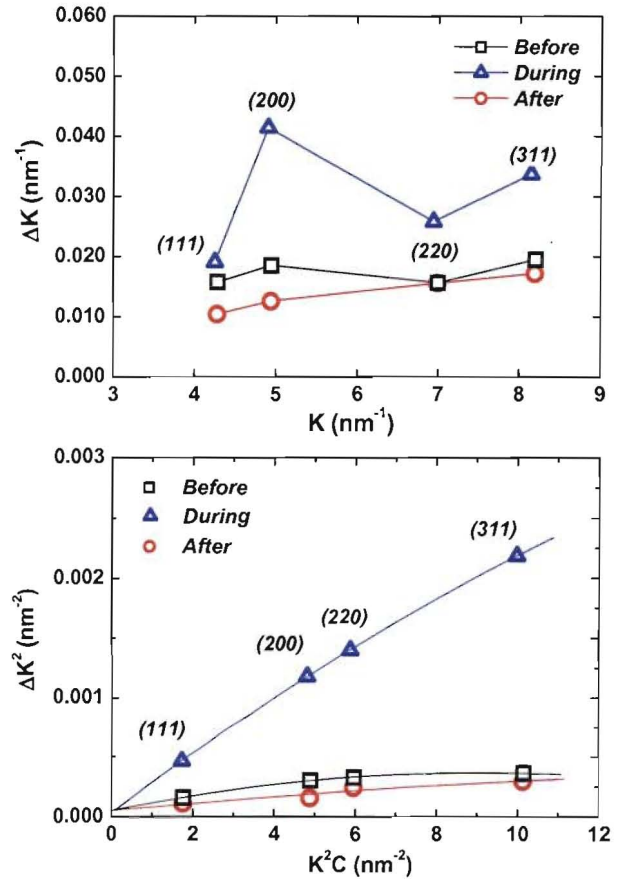 0.060
0.050
0.040
0.030
0.020
0.010
0.000
ΔK (nm⁻¹)
Before
During
After
(200)
(311)
(111)
(220)
3 4 5 6 7 8 9
K (nm⁻¹)
0.003
0.002
0.001
0.000
ΔK² (nm⁻²)
Before
During
After
(311)
(220)
(200)
(111)
0 2 4 6 8 10 12
K²C (nm⁻²)